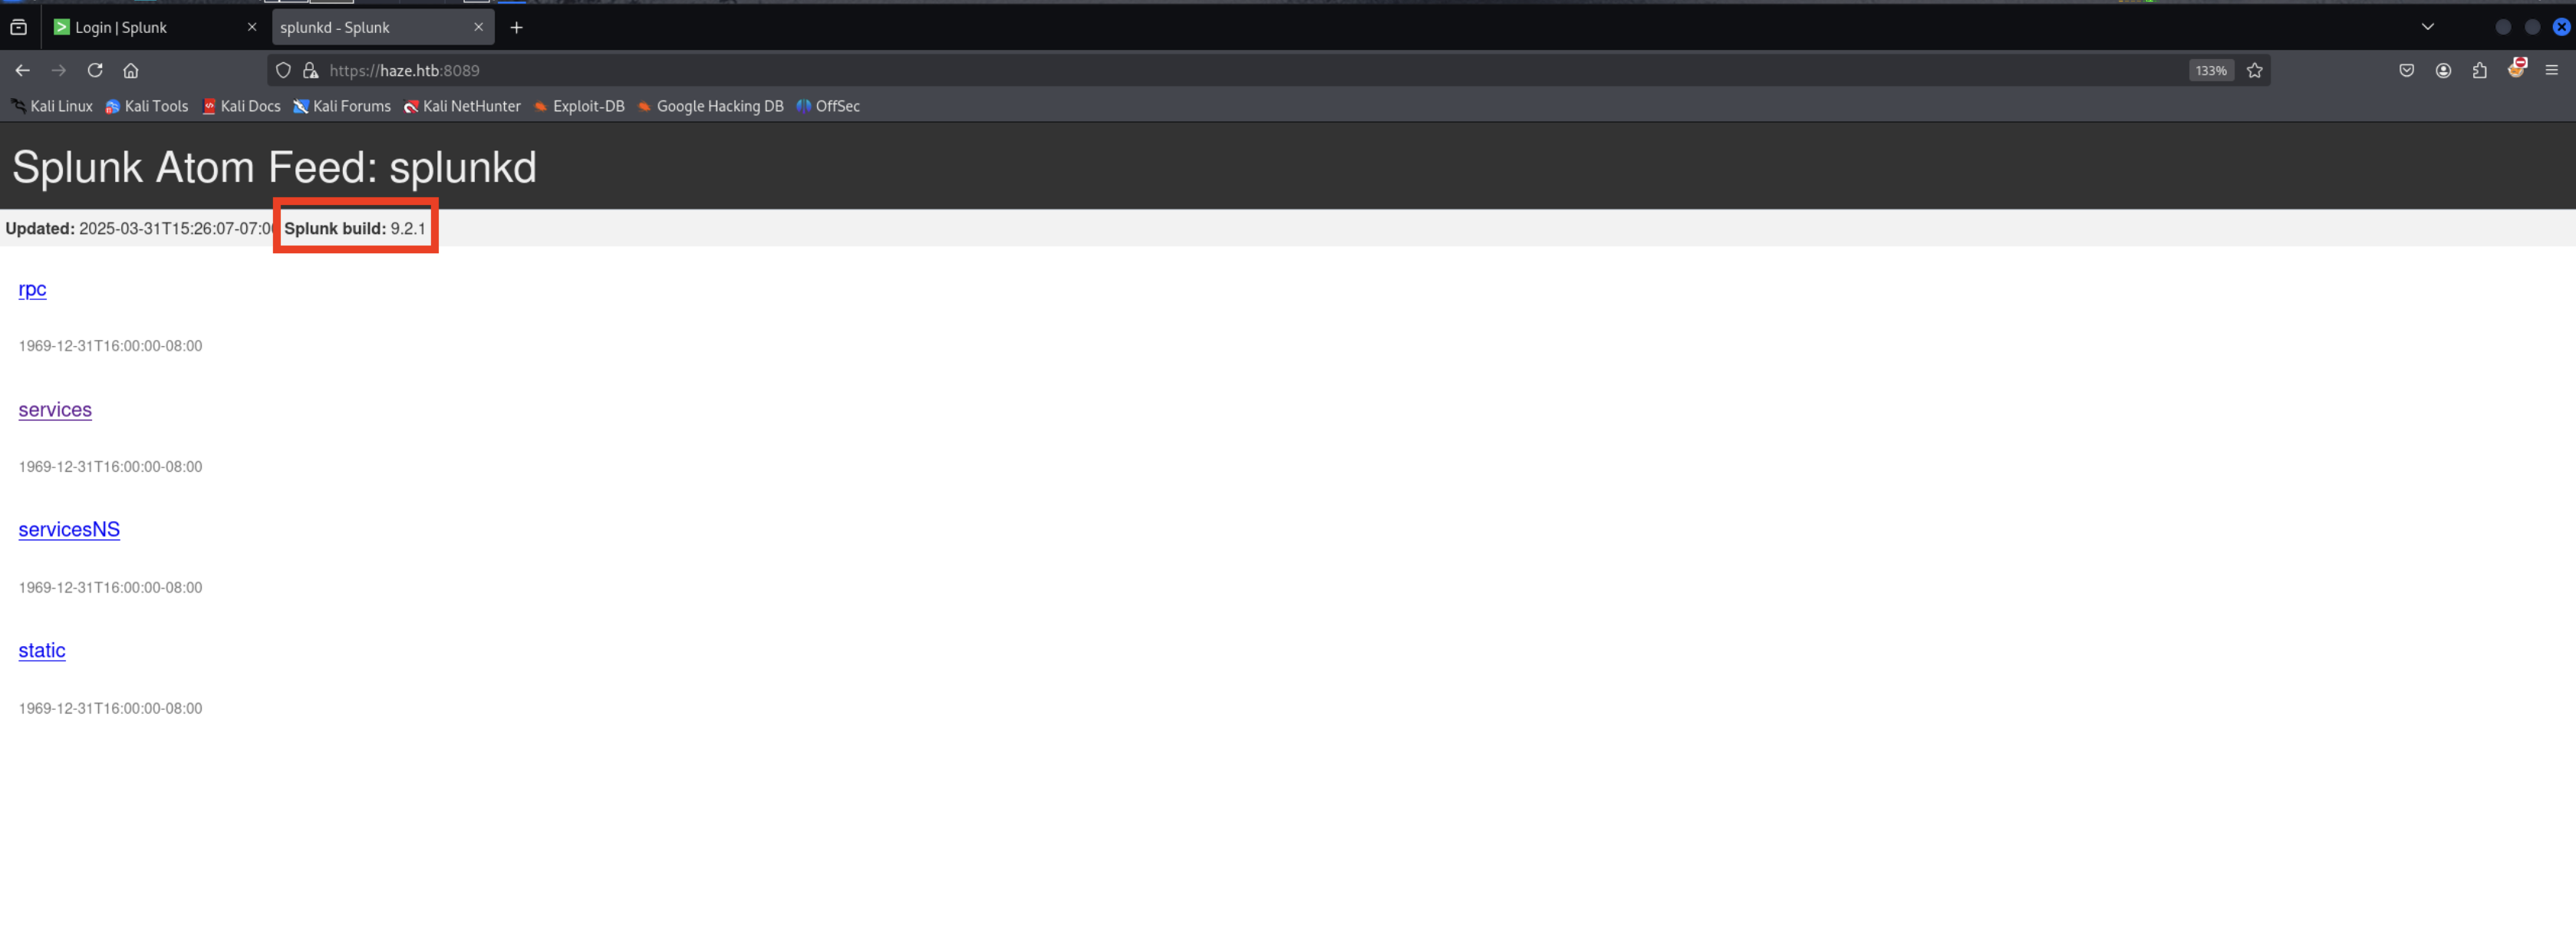 Login | Splunk
splunkd - Splunk
https://haze.htb:8089
133%
Kali Linux Kali Tools Kali Docs Kali Forums Kali NetHunter Exploit-DB Google Hacking DB OffSec
Splunk Atom Feed: splunkd
Updated: 2025-03-31T15:26:07-07:0 Splunk build: 9.2.1
rpc
1969-12-31T16:00:00-08:00
services
1969-12-31T16:00:00-08:00
servicesNS
1969-12-31T16:00:00-08:00
static
1969-12-31T16:00:00-08:00